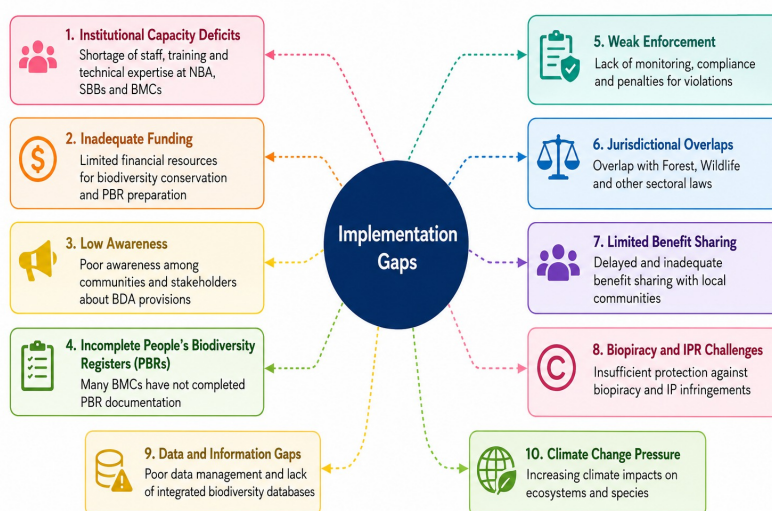 1. Institutional Capacity Deficits
Shortage of staff, training and
technical expertise at NBA,
SBBs and BMCs
2. Inadequate Funding
Limited financial resources
for biodiversity conservation
and PBR preparation
3. Low Awareness
Poor awareness among
communities and stakeholders
about BDA provisions
4. Incomplete People's Biodiversity
Registers (PBRs)
Many BMCs have not completed
PBR documentation
Implementation
Gaps
5. Weak Enforcement
Lack of monitoring, compliance
and penalties for violations
6. Jurisdictional Overlaps
Overlap with Forest, Wildlife
and other sectoral laws
7. Limited Benefit Sharing
Delayed and inadequate
benefit sharing with local
communities
8. Biopiracy and IPR Challenges
Insufficient protection against
biopiracy and IP infringements
9. Data and Information Gaps
Poor data management and lack
of integrated biodiversity databases
10. Climate Change Pressure
Increasing climate impacts on
ecosystems and species